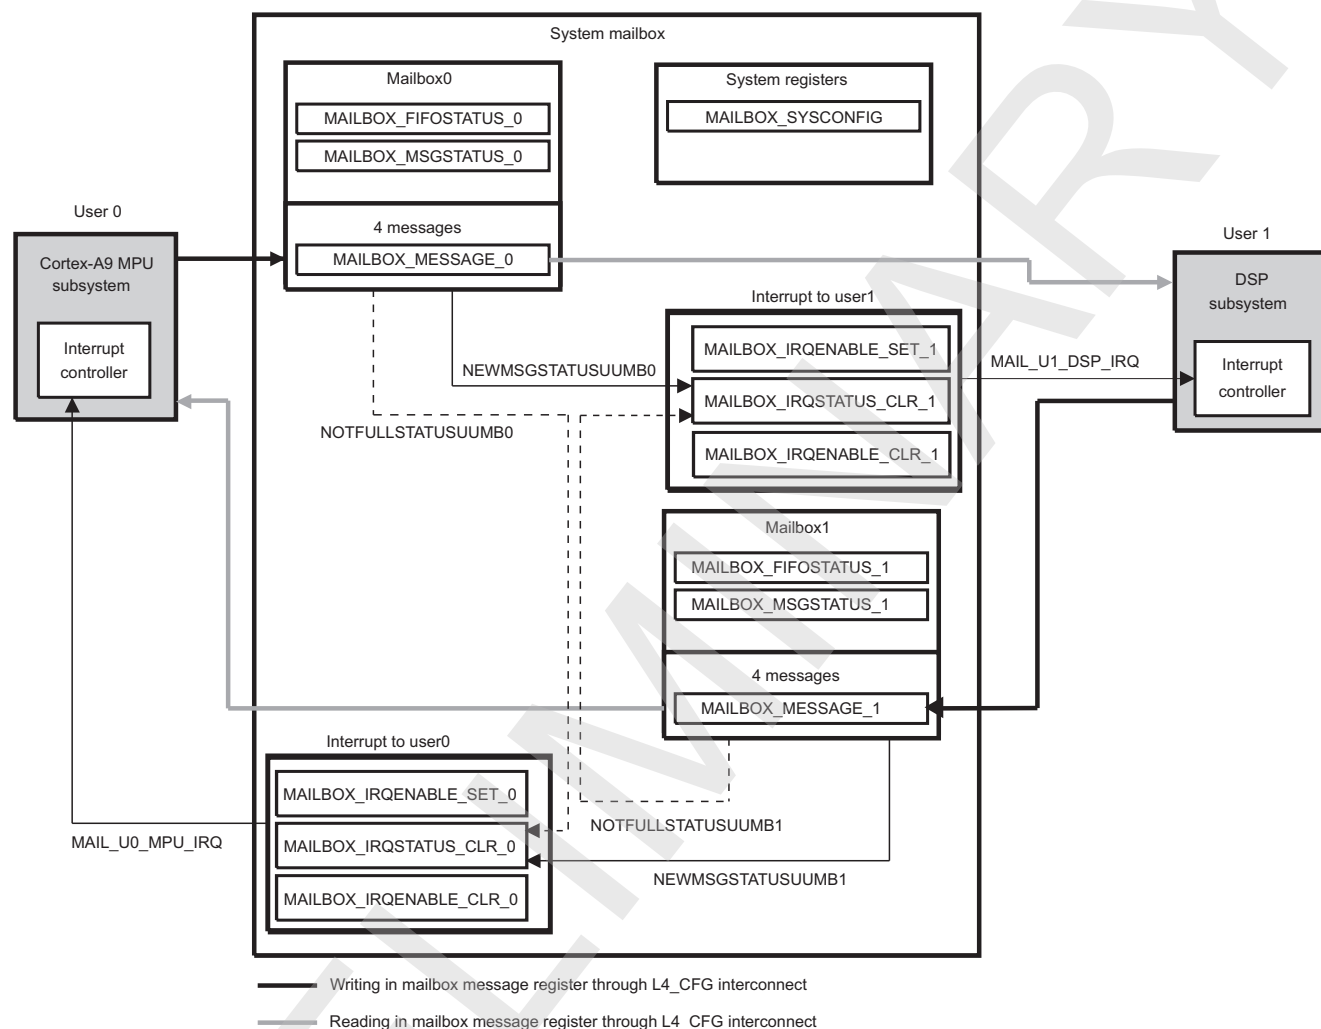 System mailbox
Mailbox0
MAILBOX_FIFOSTATUS_0
MAILBOX_MSGSTATUS_0
4 messages
MAILBOX_MESSAGE_0
System registers
MAILBOX_SYSCONFIG
User 0
Cortex-A9 MPU
subsystem
Interrupt
controller
User 1
DSP
subsystem
Interrupt
controller
Interrupt to user1
MAILBOX_IRQENABLE_SET_1
MAILBOX_IRQSTATUS_CLR_1
MAILBOX_IRQENABLE_CLR_1
MAIL_U1_DSP_IRQ
NEWMSGSTATUSUUMB0
NOTFULLSTATUSUUMB0
Mailbox1
MAILBOX_FIFOSTATUS_1
MAILBOX_MSGSTATUS_1
4 messages
MAILBOX_MESSAGE_1
Interrupt to user0
MAILBOX_IRQENABLE_SET_0
MAILBOX_IRQSTATUS_CLR_0
MAILBOX_IRQENABLE_CLR_0
MAIL_U0_MPU_IRQ
NOTFULLSTATUSUUMB1
NEWMSGSTATUSUUMB1
Writing in mailbox message register through L4_CFG interconnect
Reading in mailbox message register through L4_CFG interconnect